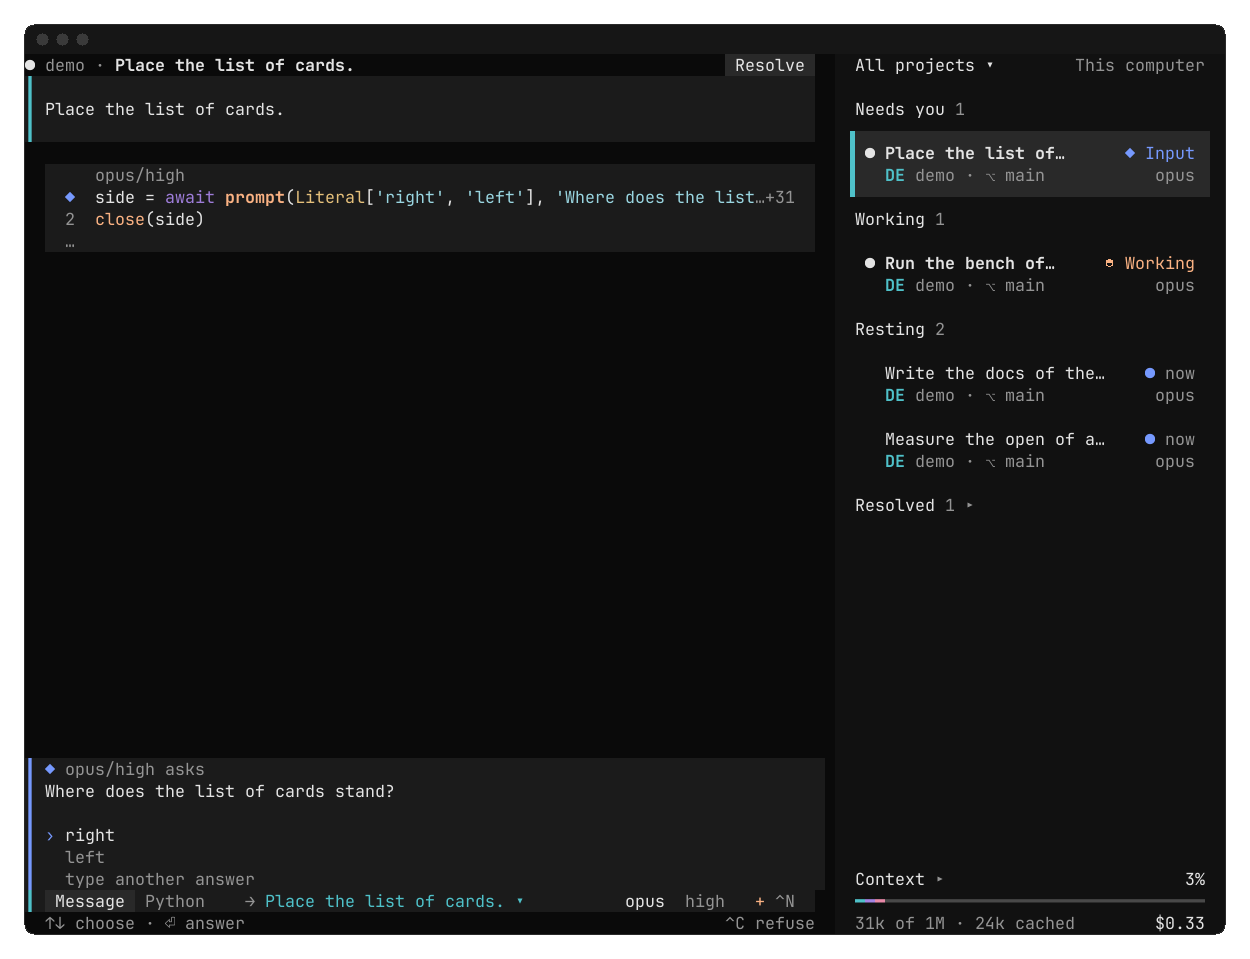 demo · Place the list of cards.
Resolve
Place the list of cards.
opus/high
◆ side = await prompt(Literal['right', 'left'], 'Where does the list…+31
2 close(side)
…
◆ opus/high asks
Where does the list of cards stand?
› right
left
type another answer
Message Python → Place the list of cards. ▾ opus high + ^N
↑↓ choose · ⏎ answer ^C refuse
All projects ▾ This computer
Needs you 1
Place the list of… ◆ Input
DE demo · ⌥ main opus
Working 1
Run the bench of… Working
DE demo · ⌥ main opus
Resting 2
Write the docs of the… ● now
DE demo · ⌥ main opus
Measure the open of a… ● now
DE demo · ⌥ main opus
Resolved 1 ▸
Context ▸ 3%
31k of 1M · 24k cached $0.33